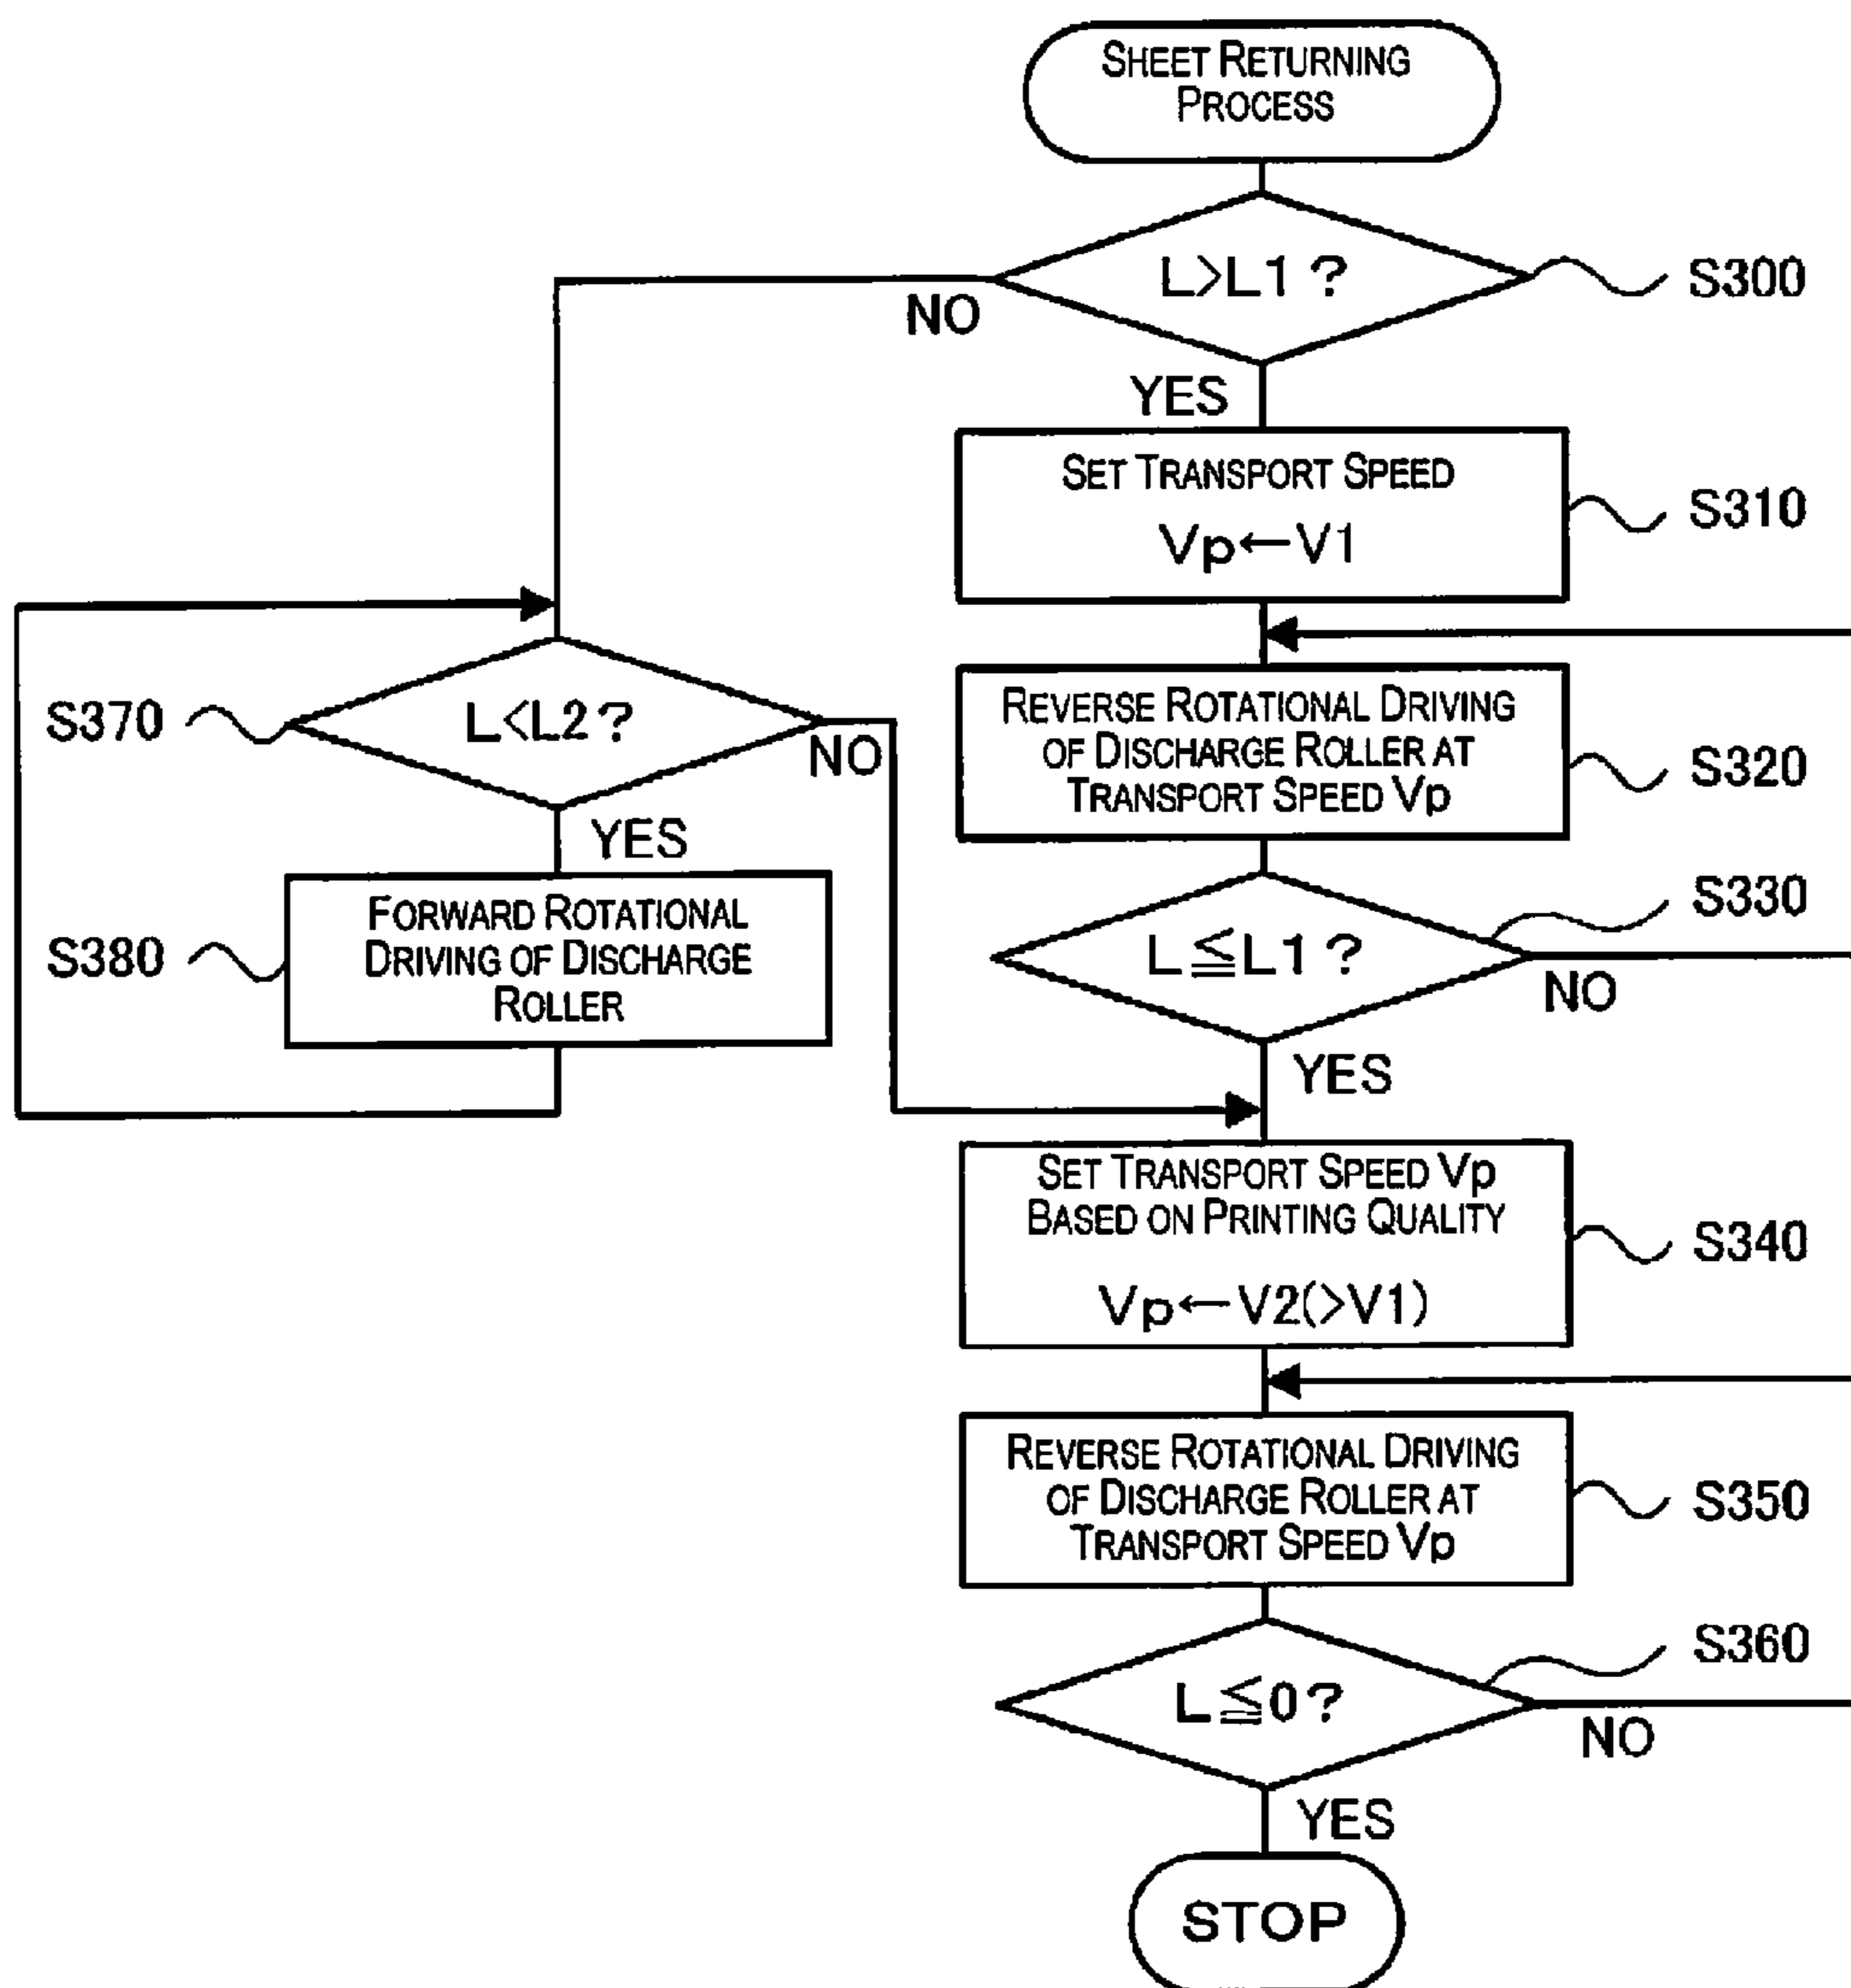 SHEET RETURNING
PROCESS
L>L1?
S300
NO
YES
SET TRANSPORT SPEED
Vp←V1
S310
REVERSE ROTATIONAL DRIVING
OF DISCHARGE ROLLER AT
TRANSPORT SPEED Vp
S320
L≦L1?
S330
NO
YES
S370
L<L2?
NO
YES
S380
FORWARD ROTATIONAL
DRIVING OF DISCHARGE
ROLLER
SET TRANSPORT SPEED Vp
BASED ON PRINTING QUALITY
Vp←V2(>V1)
S340
REVERSE ROTATIONAL DRIVING
OF DISCHARGE ROLLER AT
TRANSPORT SPEED Vp
S350
L≦0?
S360
NO
YES
STOP